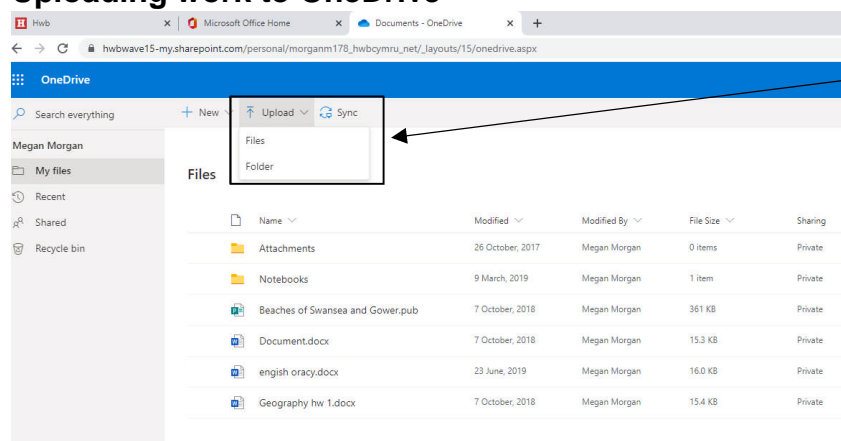 Uploading work to OneDrive
Hwb Microsoft Office Home Documents - OneDrive
hwbwave15-my.sharepoint.com/personal/morganm178_hwbcymru_net/_layouts/15/onedrive.aspx
OneDrive
Search everything New Upload Sync
Megan Morgan Files
My files Folder
Files
Recent
Shared Name Modified Modified By File Size Sharing
Recycle bin Attachments 26 October, 2017 Megan Morgan 0 items Private
Notebooks 9 March, 2019 Megan Morgan 1 item Private
Beaches of Swansea and Gower.pub 7 October, 2018 Megan Morgan 361 KB Private
Document.docx 7 October, 2018 Megan Morgan 15.3 KB Private
engish oracy.docx 23 June, 2019 Megan Morgan 16.0 KB Private
Geography hw 1.docx 7 October, 2018 Megan Morgan 15.4 KB Private